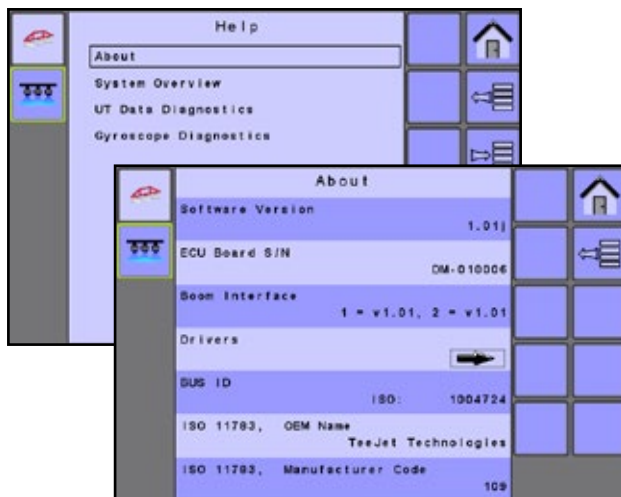 Help
About
System Overview
UT Data Diagnostics
Gyroscope Diagnostics
About
Software Version
1.01j
ECU Board S/N
DM-010006
Boom Interface
1 = v1.01, 2 = v1.01
Drivers
BUS ID
ISO: 1004724
ISO 11783, OEM Name
TeeJet Technologies
ISO 11783, Manufacturer Code
109